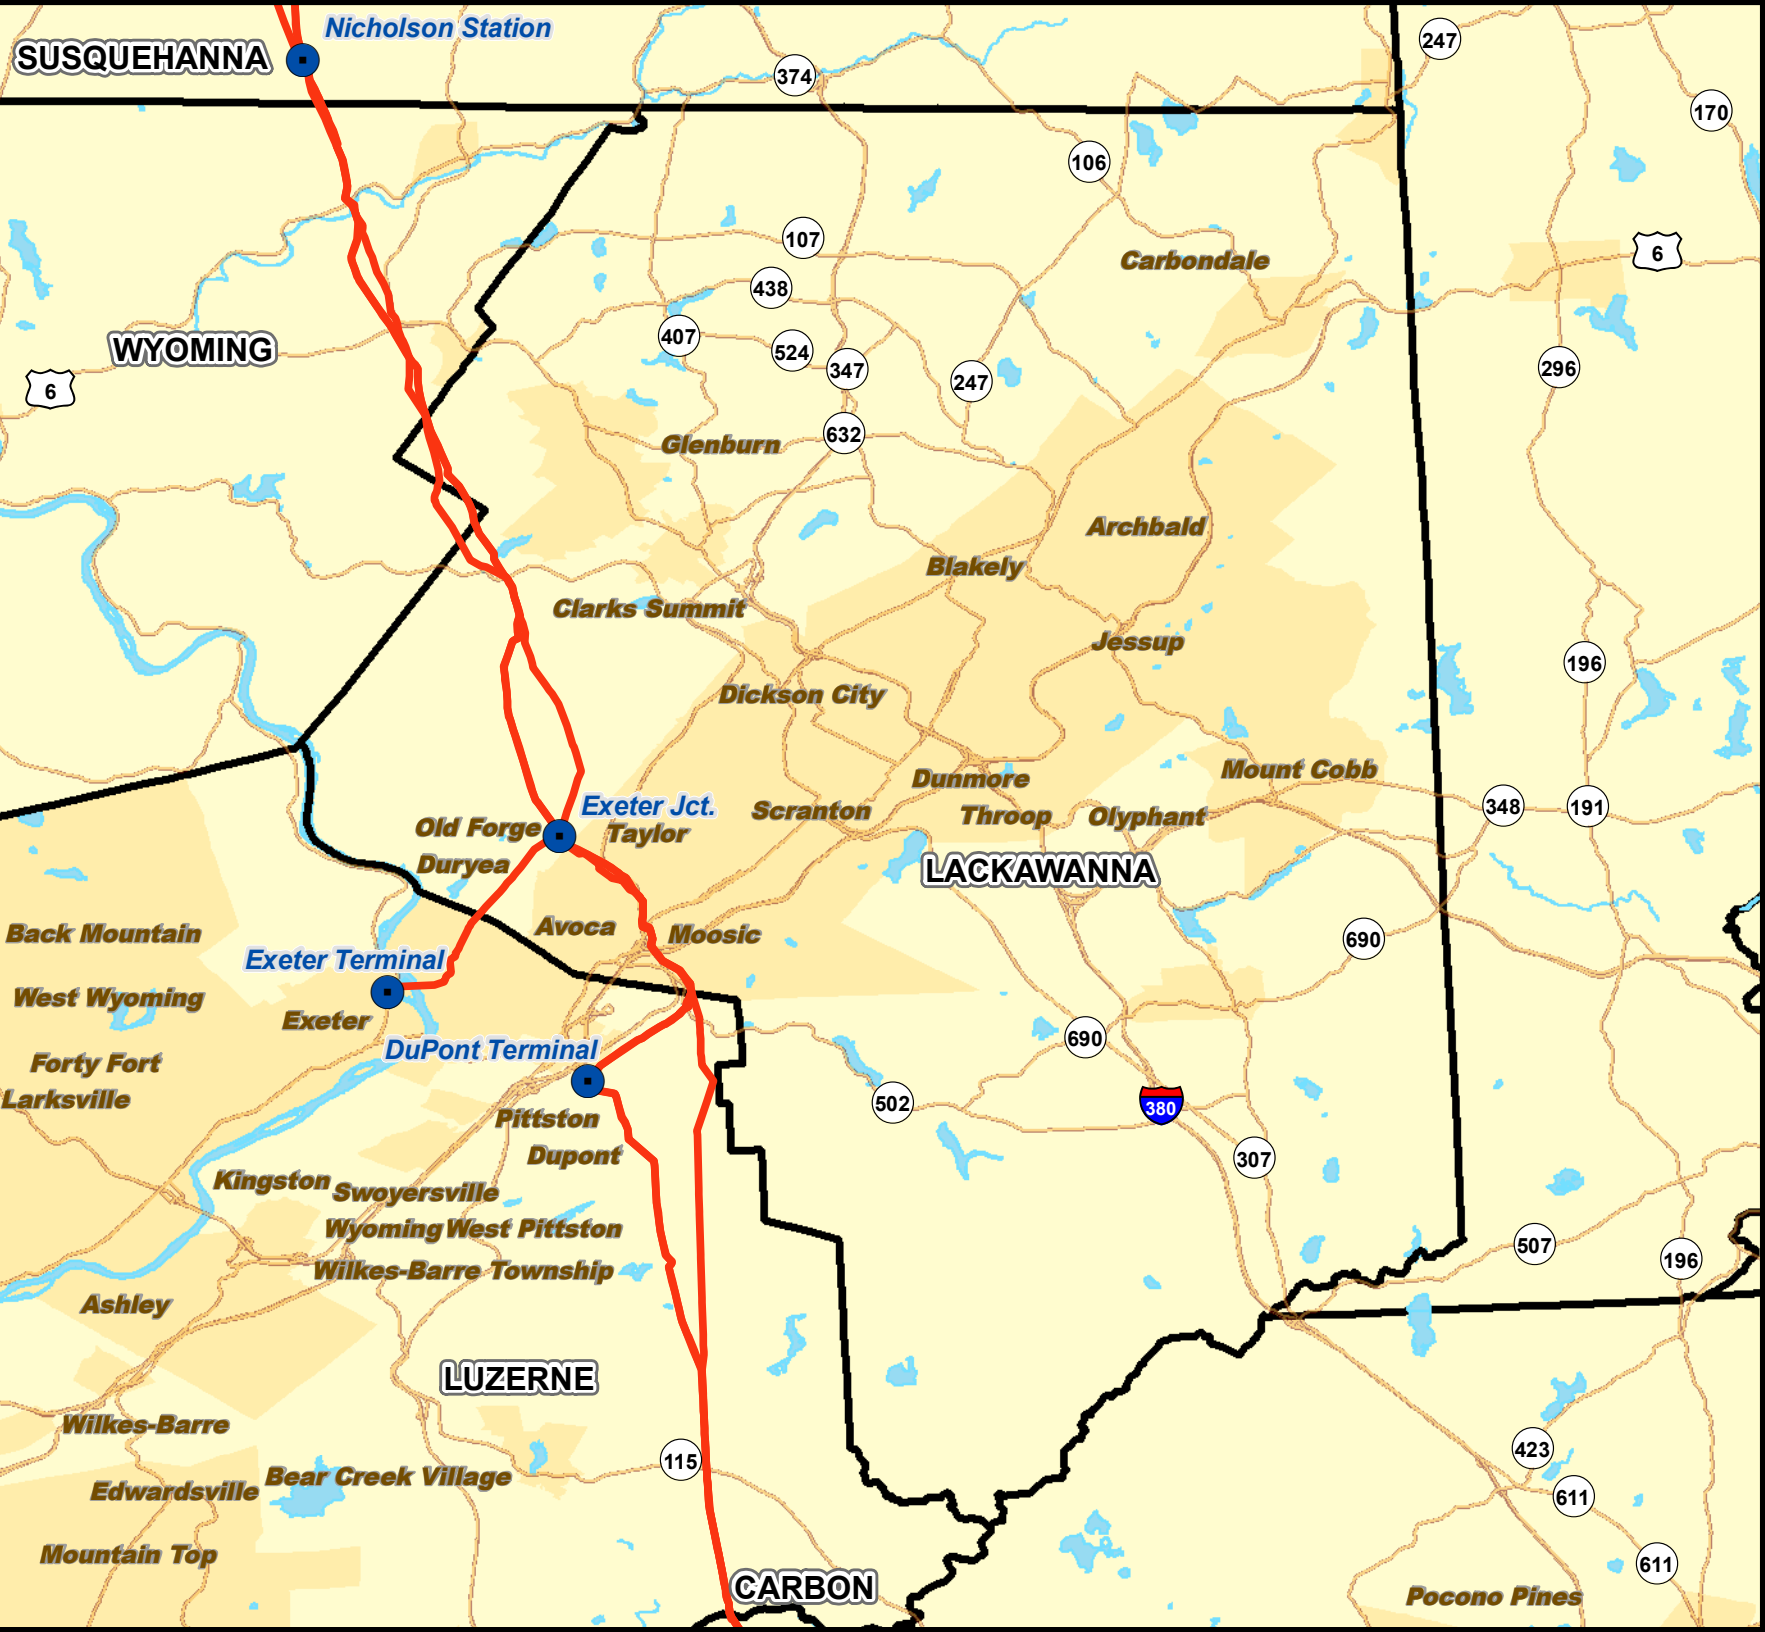 Nicholson Station
SUSQUEHANNA
247
374
170
106
107
6
Carbondale
438
407
524
WYOMING
347
296
247
6
632
Glenburn
Archbald
Blakely
Clarks Summit
Jessup
196
Dickson City
Mount Cobb
Dunmore
Exeter Jct.
348
191
Scranton
Throop
Olyphant
Old Forge
Taylor
Duryea
LACKAWANNA
Avoca
Moosic
Back Mountain
690
Exeter Terminal
West Wyoming
Exeter
690
DuPont Terminal
Forty Fort
Larksville
502
380
Pittston
Dupont
307
Kingston
Swoyersville
Wyoming
West Pittston
507
196
Wilkes-Barre Township
Ashley
LUZERNE
Wilkes-Barre
423
115
Bear Creek Village
Edwardsville
611
Mountain Top
611
CARBON
Pocono Pines